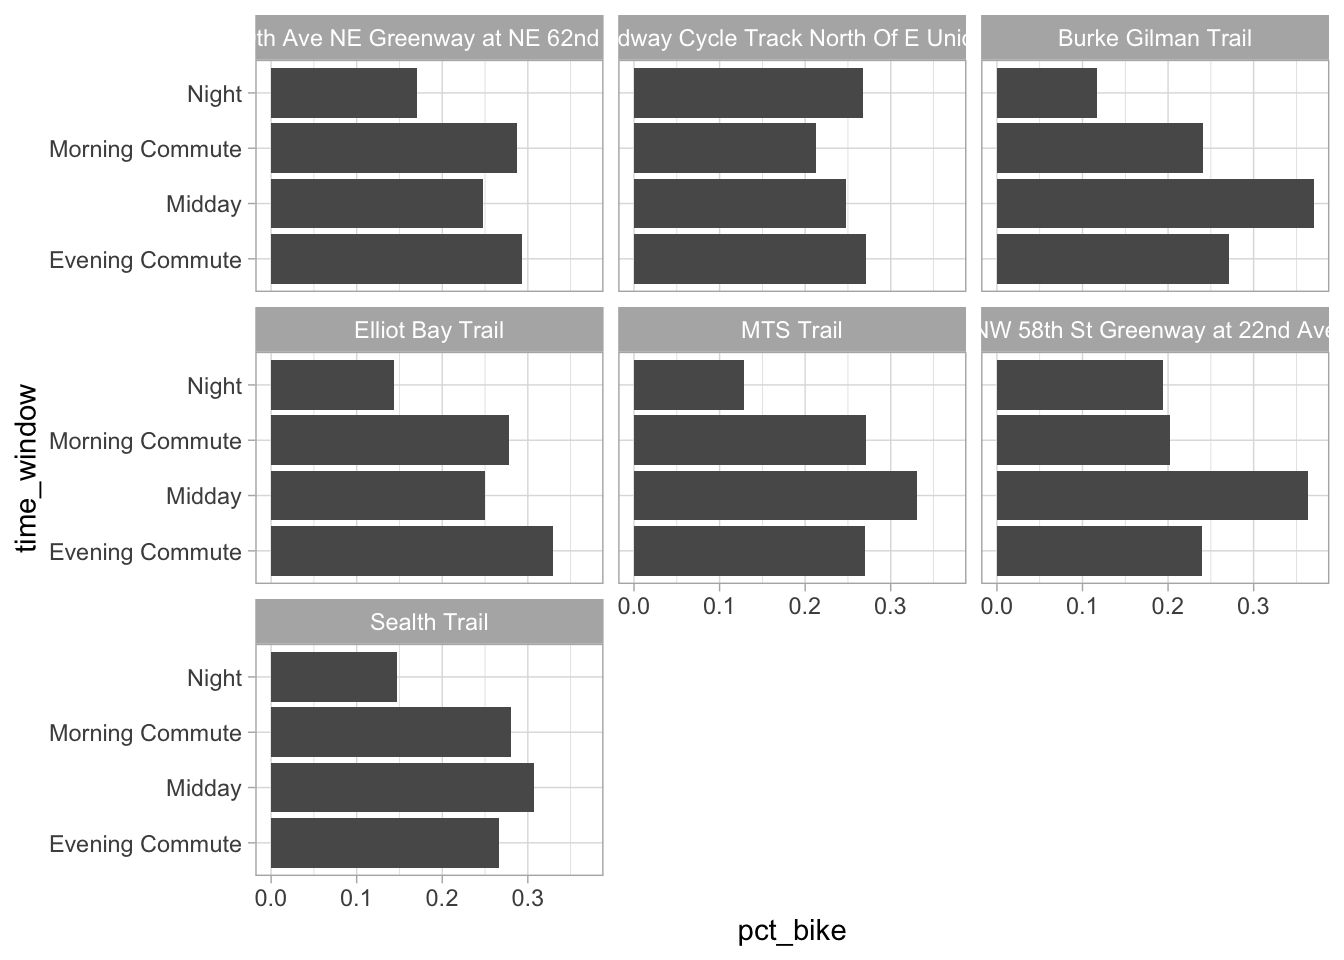 th Ave NE Greenway at NE 62nd
dway Cycle Track North Of E Unio
Burke Gilman Trail
Night
Morning Commute
Midday
Evening Commute
Elliot Bay Trail
MTS Trail
NW 58th St Greenway at 22nd Ave
Night
Morning Commute
Midday
Evening Commute
0.0 0.1 0.2 0.3
0.0 0.1 0.2 0.3
Sealth Trail
Night
Morning Commute
Midday
Evening Commute
0.0 0.1 0.2 0.3
time_window
pct_bike